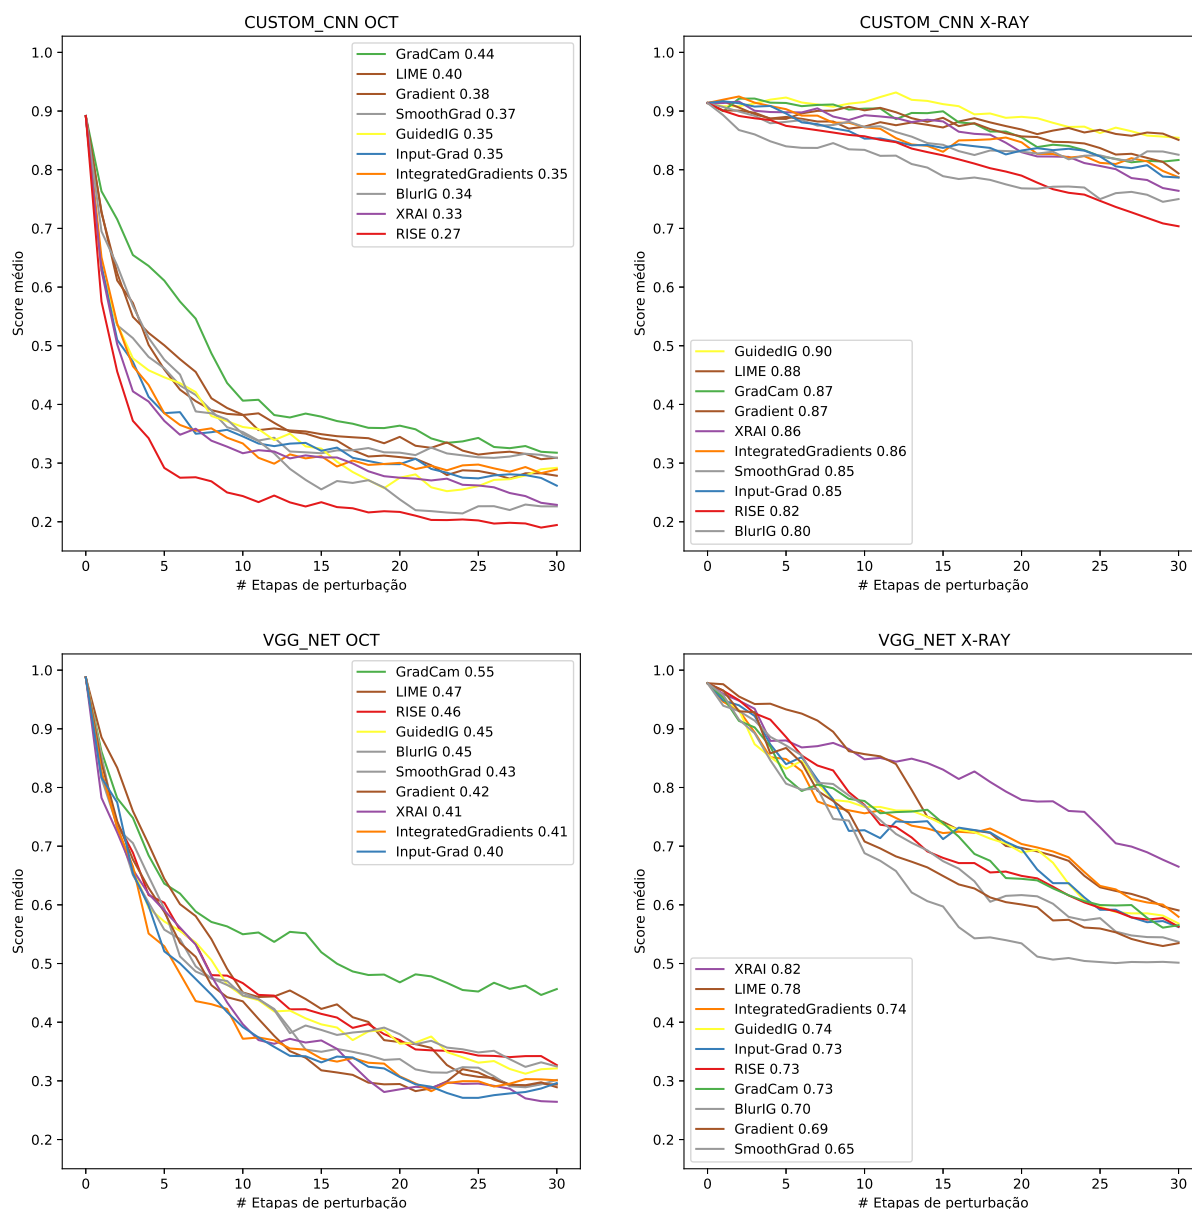 CUSTOM_CNN OCT
1.0
0.9
0.8
0.7
0.6
0.5
0.4
0.3
0.2
Score médio
0
5
10
15
20
25
30
# Etapas de perturbação
GradCam 0.44
LIME 0.40
Gradient 0.38
SmoothGrad 0.37
GuidedIG 0.35
Input-Grad 0.35
IntegratedGradients 0.35
BlurIG 0.34
XRAI 0.33
RISE 0.27
CUSTOM_CNN X-RAY
1.0
0.9
0.8
0.7
0.6
0.5
0.4
0.3
0.2
Score médio
0
5
10
15
20
25
30
# Etapas de perturbação
GuidedIG 0.90
LIME 0.88
GradCam 0.87
Gradient 0.87
XRAI 0.86
IntegratedGradients 0.86
SmoothGrad 0.85
Input-Grad 0.85
RISE 0.82
BlurIG 0.80
VGG_NET OCT
1.0
0.9
0.8
0.7
0.6
0.5
0.4
0.3
0.2
Score médio
0
5
10
15
20
25
30
# Etapas de perturbação
GradCam 0.55
LIME 0.47
RISE 0.46
GuidedIG 0.45
BlurIG 0.45
SmoothGrad 0.43
Gradient 0.42
XRAI 0.41
IntegratedGradients 0.41
Input-Grad 0.40
VGG_NET X-RAY
1.0
0.9
0.8
0.7
0.6
0.5
0.4
0.3
0.2
Score médio
0
5
10
15
20
25
30
# Etapas de perturbação
XRAI 0.82
LIME 0.78
IntegratedGradients 0.74
GuidedIG 0.74
Input-Grad 0.73
RISE 0.73
GradCam 0.73
BlurIG 0.70
Gradient 0.69
SmoothGrad 0.65